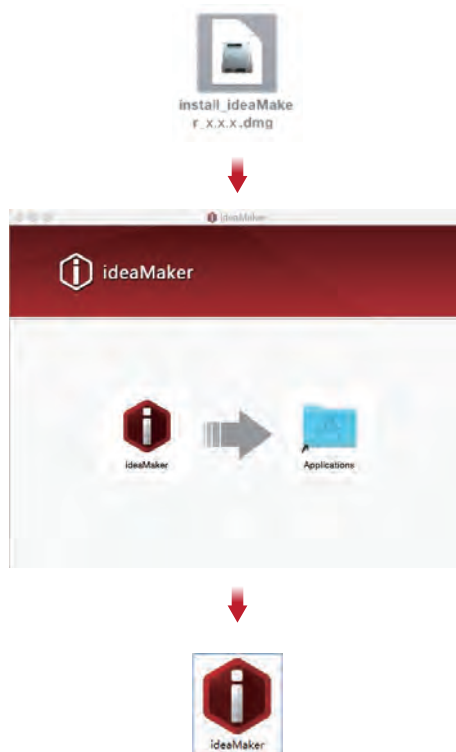 install_ideaMake
r_x.x.x.dmg
ideaMaker
ideaMaker
ideaMaker
Applications
ideaMaker